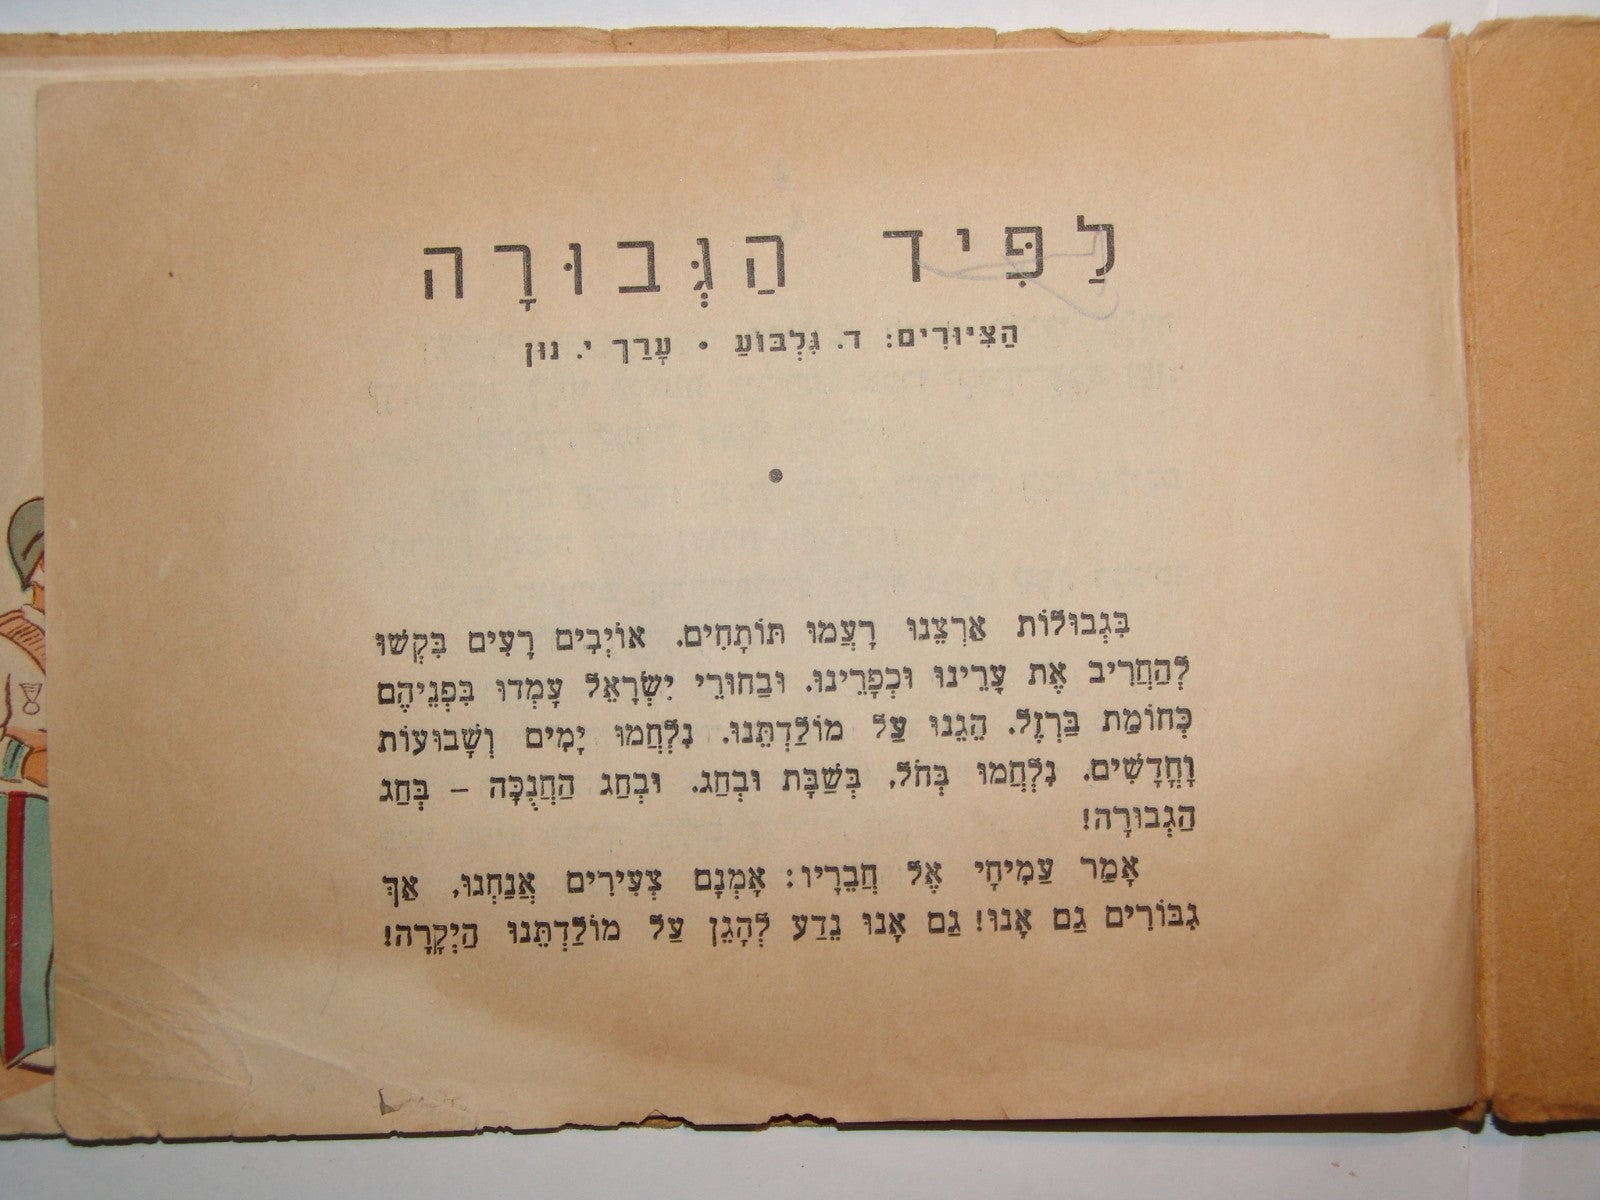 לַפִּיד הַגְּבוּרָה
הַצִּיּוּרִים: ד. גִּלְבּוֹעַ • עָרַךְ י. נוּן
בִּגְבוּלוֹת אַרְצֵנוּ רָעֲמוּ תּוֹתָחִים. אוֹיְבִים רָעִים בִּקְשׁוּ
לְהַחֲרִיב אֶת עָרֵינוּ וּכְפָרֵינוּ. וּבַחוּרֵי יִשְׂרָאֵל עָמְדוּ בִּפְנֵיהֶם
כְּחוֹמַת בַּרְזֶל. הֵגֵנוּ עַל מוֹלַדְתֵּנוּ. נִלְחֲמוּ יָמִים וְשָׁבוּעוֹת
וָחֳדָשִׁים. נִלְחֲמוּ בְּחֹל, בְּשַׁבָּת וּבְחַג. וּבְחַג הַחֲנֻכָּה – בְּחַג
הַגְּבוּרָה!
אָמַר עַמִּיחָי אֶל חֲבֵרָיו: אָמְנָם צְעִירִים אֲנַחְנוּ, אַךְ
גִּבּוֹרִים גַּם אָנוּ! גַּם אָנוּ נֵדַע לְהָגֵן עַל מוֹלַדְתֵּנוּ הַיְקָרָה!